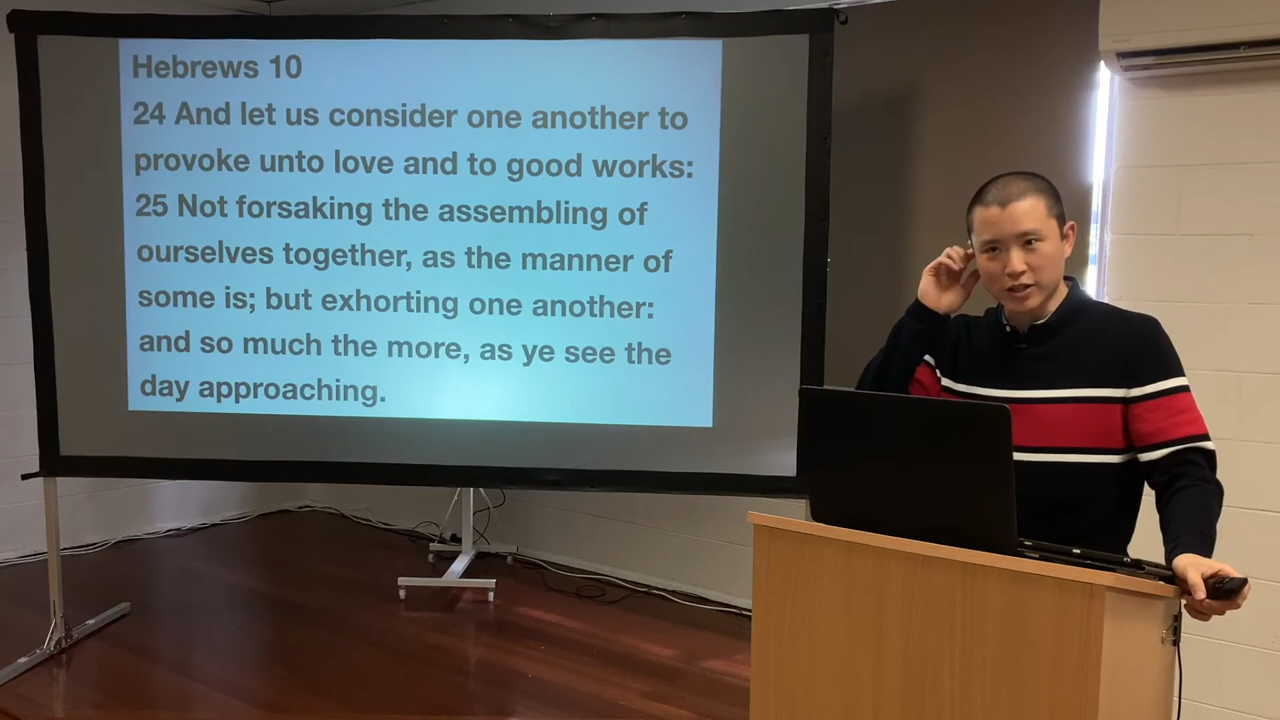 Hebrews 10
24 And let us consider one another to
provoke unto love and to good works:
25 Not forsaking the assembling of
ourselves together, as the manner of
some is; but exhorting one another:
and so much the more, as ye see the
day approaching.